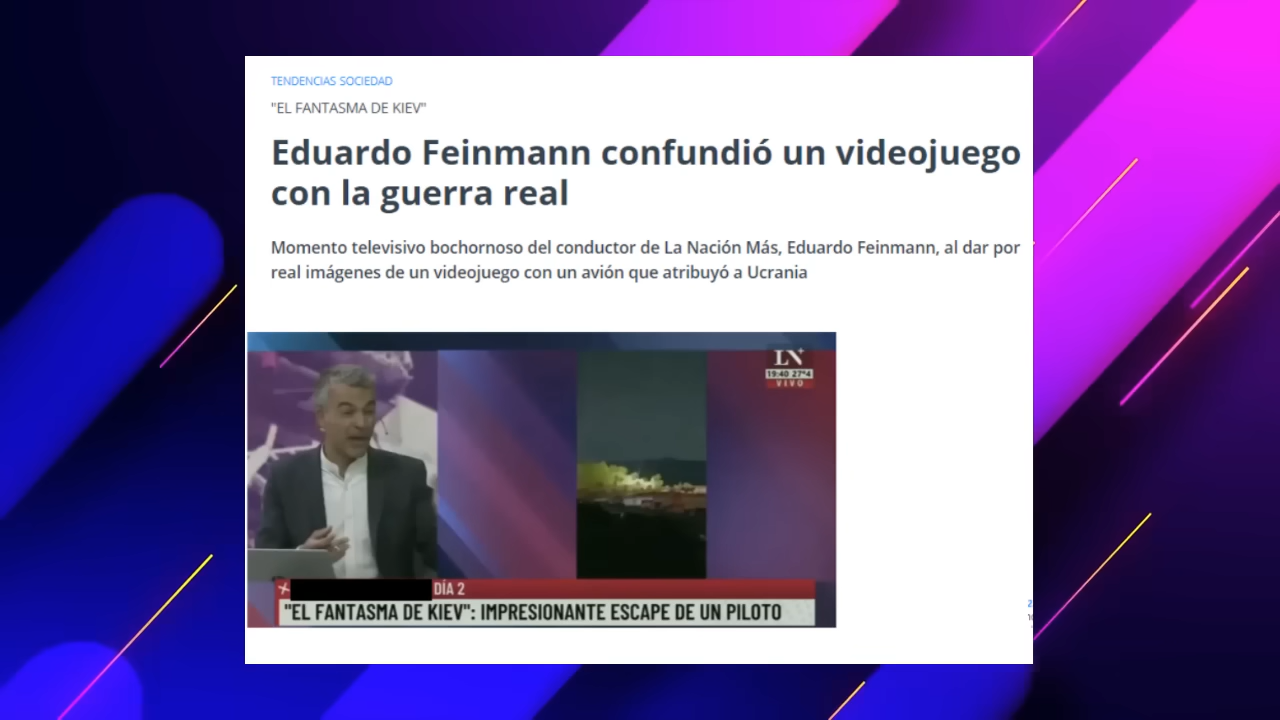 TENDENCIAS SOCIEDAD
"EL FANTASMA DE KIEV"
Eduardo Feinmann confundió un videojuego
con la guerra real
Momento televisivo bochornoso del conductor de La Nación Más, Eduardo Feinmann, al dar por
real imágenes de un videojuego con un avión que atribuyó a Ucrania
LN+
19:40 27°4
VIVO
DÍA 2
"EL FANTASMA DE KIEV": IMPRESIONANTE ESCAPE DE UN PILOTO